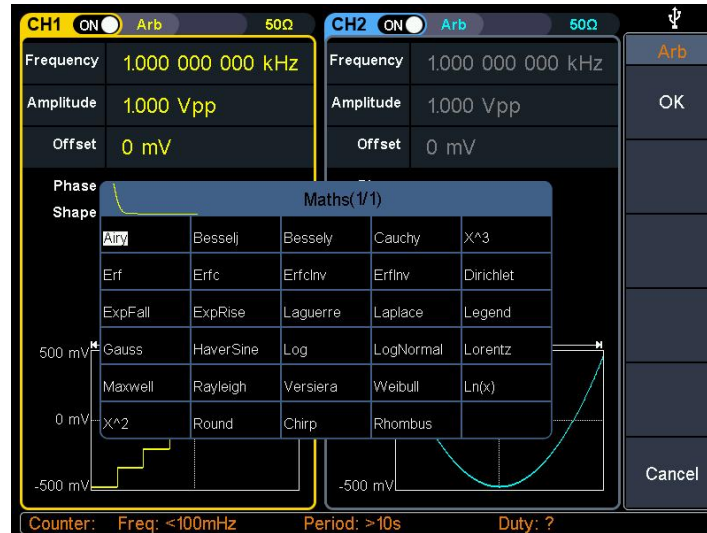 CH1 ON Arb 50Ω CH2 ON Arb 50Ω
Arb
Frequency 1.000 000 000 kHz Frequency 1.000 000 000 kHz
Amplitude 1.000 Vpp Amplitude 1.000 Vpp
OK
Offset 0 mV Offset 0 mV
Phase
Maths(1/1)
Shape
Airy Besselj Bessely Cauchy X^3
Erf Erfc ErfcInv ErfInv Dirichlet
ExpFall ExpRise Laguerre Laplace Legend
500 mV Gauss HaverSine Log LogNormal Lorentz
Maxwell Rayleigh Versiera Weibull Ln(x)
0 mV X^2 Round Chirp Rhombus
-500 mV -500 mV
Cancel
Counter: Freq: <100mHz Period: >10s Duty: ?